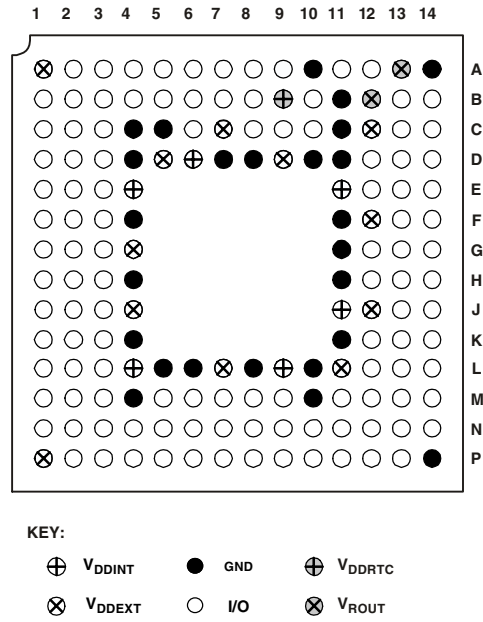 1 2 3 4 5 6 7 8 9 10 11 12 13 14
A
B
C
D
E
F
G
H
J
K
L
M
N
P
KEY:
VDDINT GND VDDRTC
VDDEXT I/O VROUT